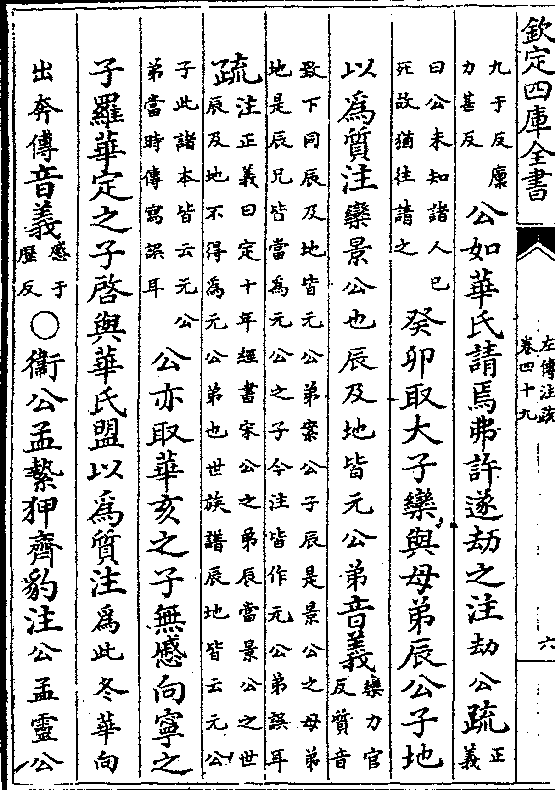 欽定四庫全書
左傳注疏
卷四十九
六
九于反廩
力甚反
公如華氏請焉弗許遂劫之注劫公疏
正
義
曰公未知諸人已
死故猶往請之
癸卯取大子欒與母弟辰公子地
以爲質注欒景公也辰及地皆元公弟音義
欒力官
反質音
致下同辰及地皆元公弟案公子辰是景公之母弟
地是辰兄皆當爲元公之子今注皆作元公弟誤耳
疏
注正義曰定十年經書宋公之弟辰當景公之世
辰及地不得爲元公弟也世族譜辰地皆云元公
子此諸本皆云元公
弟當時傳寫誤耳
公亦取華亥之子無慼向寧之
子羅華定之子啓與華氏盟以爲質注爲此冬華向
出奔傳音義
慼于
歷反
○衞公孟縶狎齊豹注公孟靈公